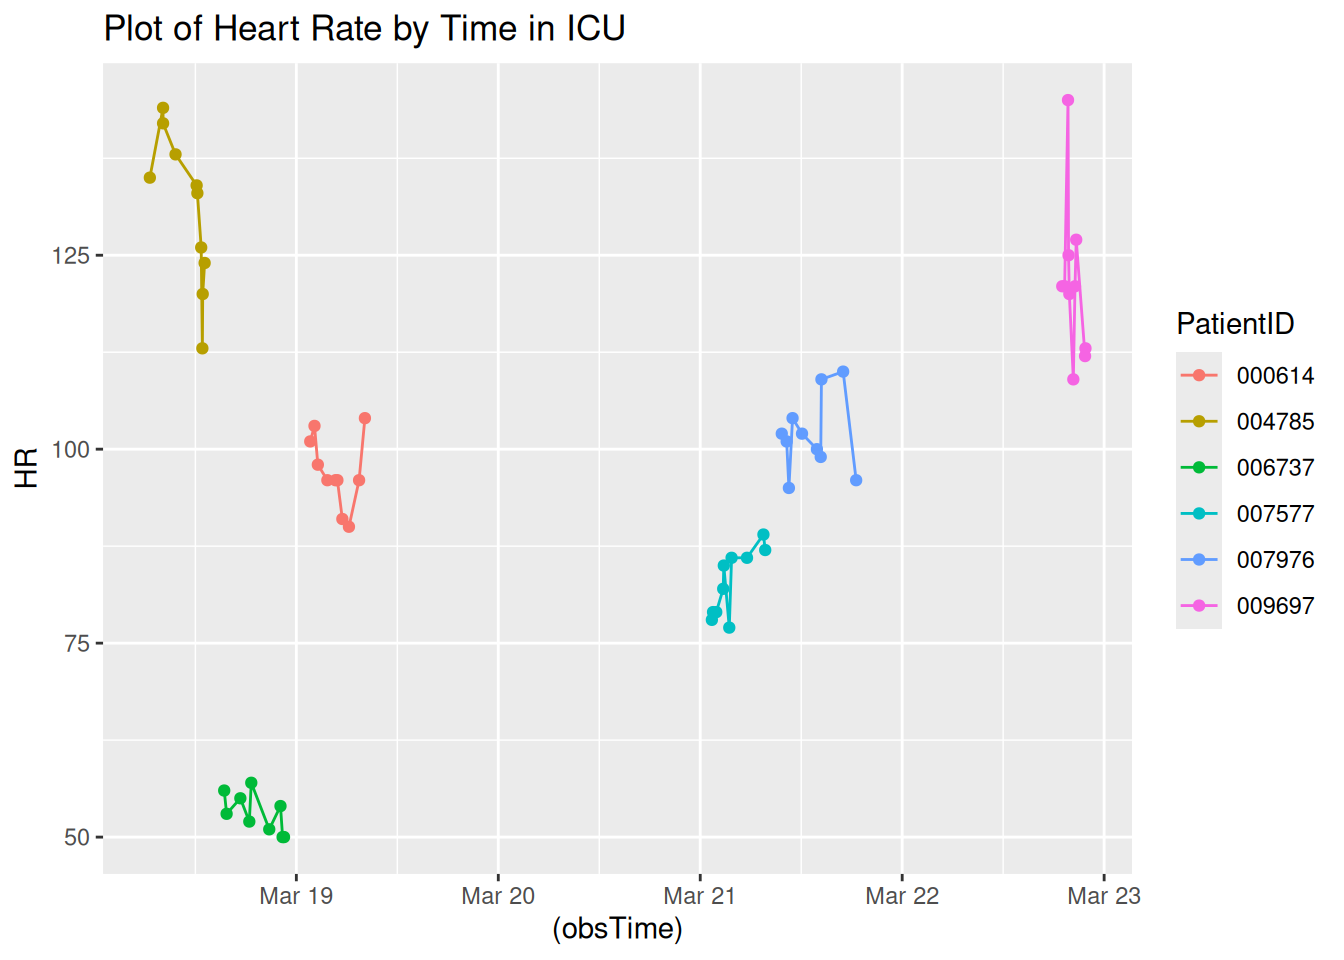 Plot of Heart Rate by Time in ICU
HR
125
100
75
50
Mar 19
Mar 20
Mar 21
Mar 22
Mar 23
(obsTime)
PatientID
000614
004785
006737
007577
007976
009697